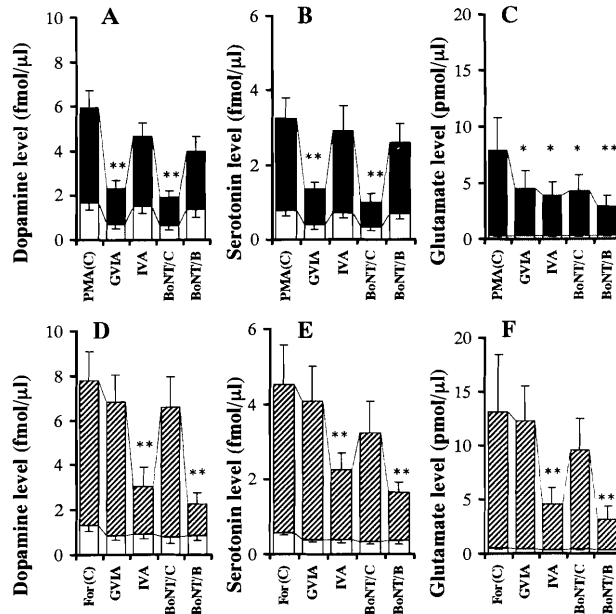 A
Dopamine level (fmol/µl)
10
8
6
4
2
0
**
**
PMA(C)
GVIA
IVA
BoNT/C
BoNT/B
B
Serotonin level (fmol/µl)
6
4
2
0
**
**
PMA(C)
GVIA
IVA
BoNT/C
BoNT/B
C
Glutamate level (pmol/µl)
20
15
10
5
0
*
*
*
**
PMA(C)
GVIA
IVA
BoNT/C
BoNT/B
D
Dopamine level (fmol/µl)
10
8
6
4
2
0
**
**
For(C)
GVIA
IVA
BoNT/C
BoNT/B
E
Serotonin level (fmol/µl)
6
4
2
0
**
**
For(C)
GVIA
IVA
BoNT/C
BoNT/B
F
Glutamate level (pmol/µl)
20
15
10
5
0
**
**
For(C)
GVIA
IVA
BoNT/C
BoNT/B